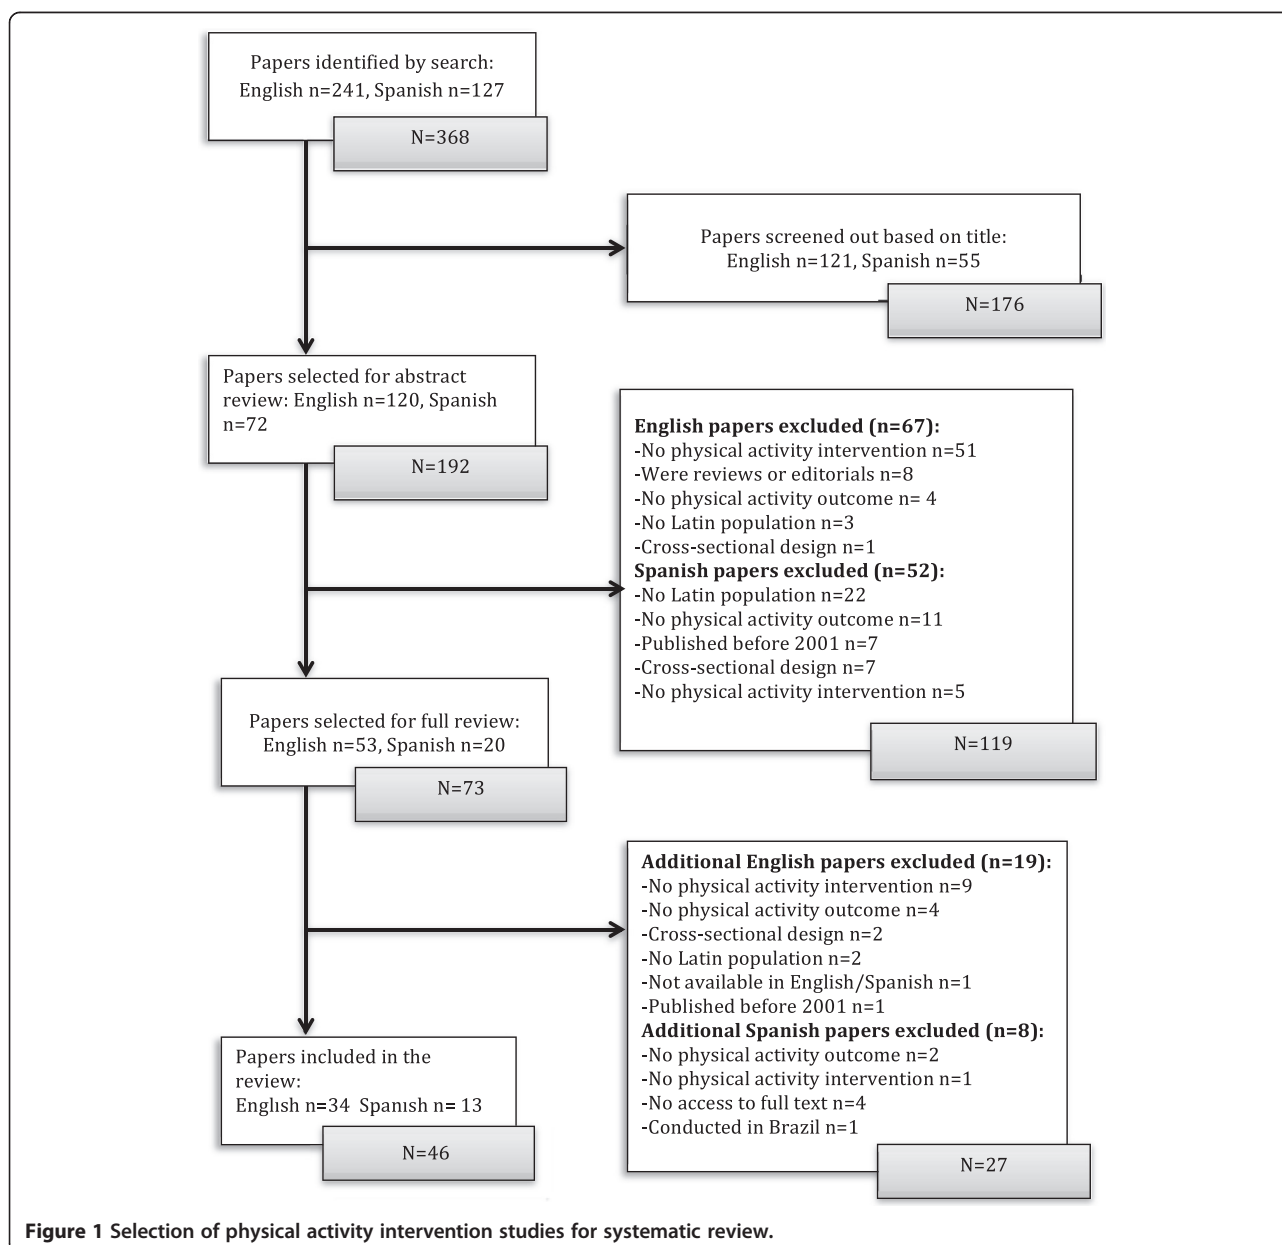 Papers identified by search:
English n=241, Spanish n=127
N=368
Papers screened out based on title:
English n=121, Spanish n=55
N=176
Papers selected for abstract
review: English n=120, Spanish
n=72
N=192
English papers excluded (n=67):
-No physical activity intervention n=51
-Were reviews or editorials n=8
-No physical activity outcome n= 4
-No Latin population n=3
-Cross-sectional design n=1
Spanish papers excluded (n=52):
-No Latin population n=22
-No physical activity outcome n=11
-Published before 2001 n=7
-Cross-sectional design n=7
-No physical activity intervention n=5
N=119
Papers selected for full review:
English n=53, Spanish n=20
N=73
Additional English papers excluded (n=19):
-No physical activity intervention n=9
-No physical activity outcome n=4
-Cross-sectional design n=2
-No Latin population n=2
-Not available in English/Spanish n=1
-Published before 2001 n=1
Additional Spanish papers excluded (n=8):
-No physical activity outcome n=2
-No physical activity intervention n=1
-No access to full text n=4
-Conducted in Brazil n=1
N=27
Papers included in the
review:
English n=34 Spanish n= 13
N=46
Figure 1 Selection of physical activity intervention studies for systematic review.